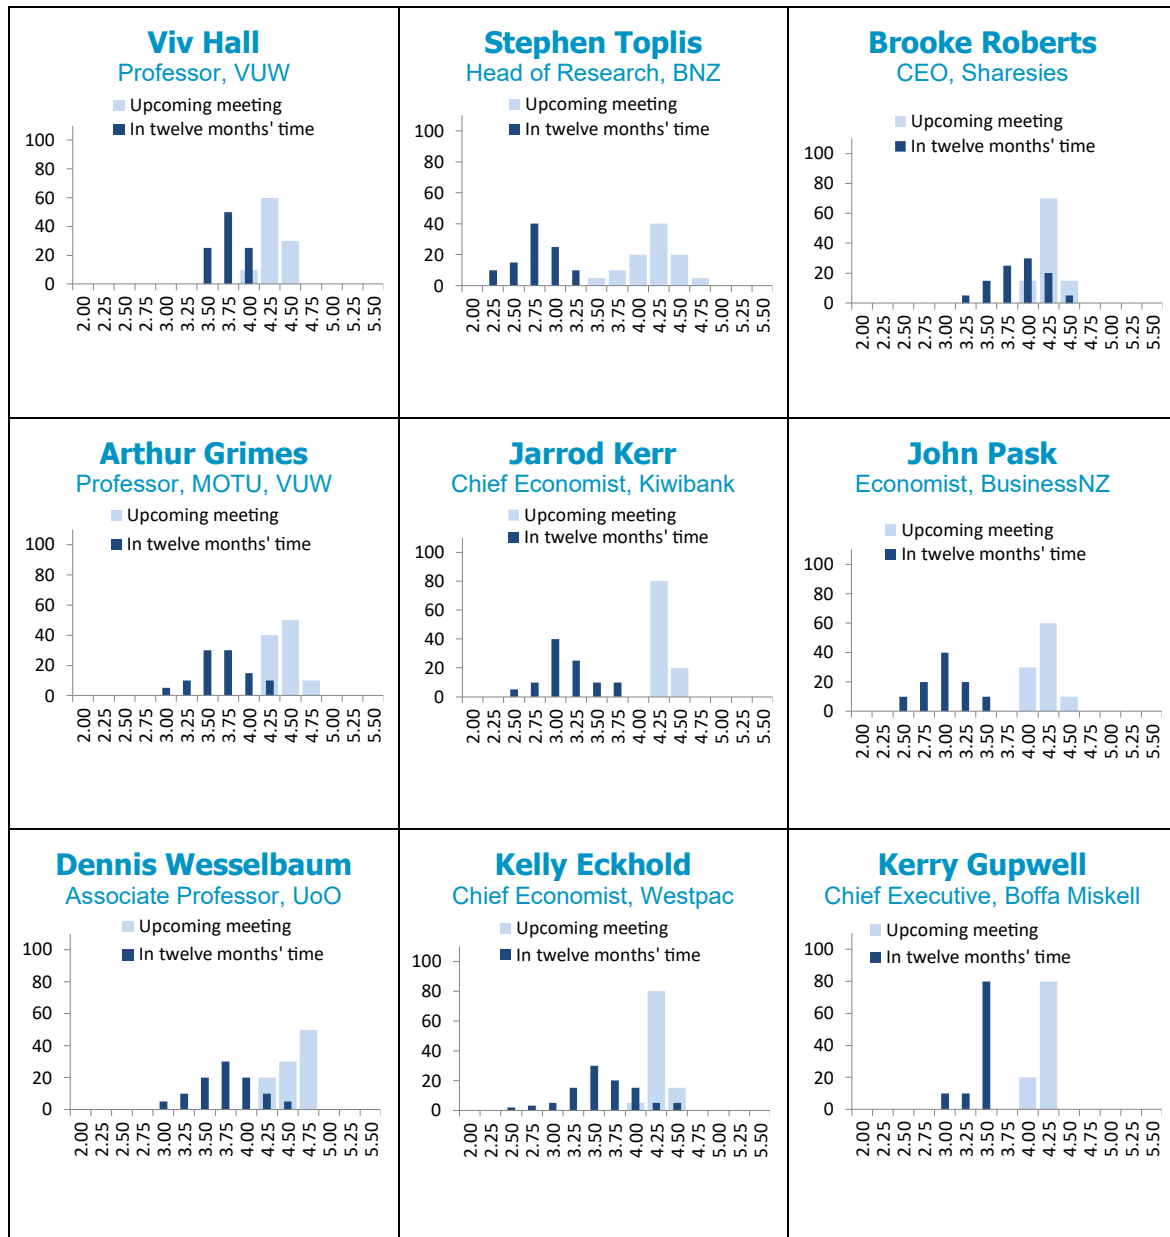 Viv Hall
Professor, VUW
Upcoming meeting
In twelve months' time
100
80
60
40
20
0
2.00 2.25 2.50 2.75 3.00 3.25 3.50 3.75 4.00 4.25 4.50 4.75 5.00 5.25 5.50
Stephen Toplis
Head of Research, BNZ
Upcoming meeting
In twelve months' time
100
80
60
40
20
0
2.00 2.25 2.50 2.75 3.00 3.25 3.50 3.75 4.00 4.25 4.50 4.75 5.00 5.25 5.50
Brooke Roberts
CEO, Sharesies
Upcoming meeting
In twelve months' time
100
80
60
40
20
0
2.00 2.25 2.50 2.75 3.00 3.25 3.50 3.75 4.00 4.25 4.50 4.75 5.00 5.25 5.50
Arthur Grimes
Professor, MOTU, VUW
Upcoming meeting
In twelve months' time
100
80
60
40
20
0
2.00 2.25 2.50 2.75 3.00 3.25 3.50 3.75 4.00 4.25 4.50 4.75 5.00 5.25 5.50
Jarrod Kerr
Chief Economist, Kiwibank
Upcoming meeting
In twelve months' time
100
80
60
40
20
0
2.00 2.25 2.50 2.75 3.00 3.25 3.50 3.75 4.00 4.25 4.50 4.75 5.00 5.25 5.50
John Pask
Economist, BusinessNZ
Upcoming meeting
In twelve months' time
100
80
60
40
20
0
2.00 2.25 2.50 2.75 3.00 3.25 3.50 3.75 4.00 4.25 4.50 4.75 5.00 5.25 5.50
Dennis Wesselbaum
Associate Professor, UoO
Upcoming meeting
In twelve months' time
100
80
60
40
20
0
2.00 2.25 2.50 2.75 3.00 3.25 3.50 3.75 4.00 4.25 4.50 4.75 5.00 5.25 5.50
Kelly Eckhold
Chief Economist, Westpac
Upcoming meeting
In twelve months' time
100
80
60
40
20
0
2.00 2.25 2.50 2.75 3.00 3.25 3.50 3.75 4.00 4.25 4.50 4.75 5.00 5.25 5.50
Kerry Gupwell
Chief Executive, Boffa Miskell
Upcoming meeting
In twelve months' time
100
80
60
40
20
0
2.00 2.25 2.50 2.75 3.00 3.25 3.50 3.75 4.00 4.25 4.50 4.75 5.00 5.25 5.50